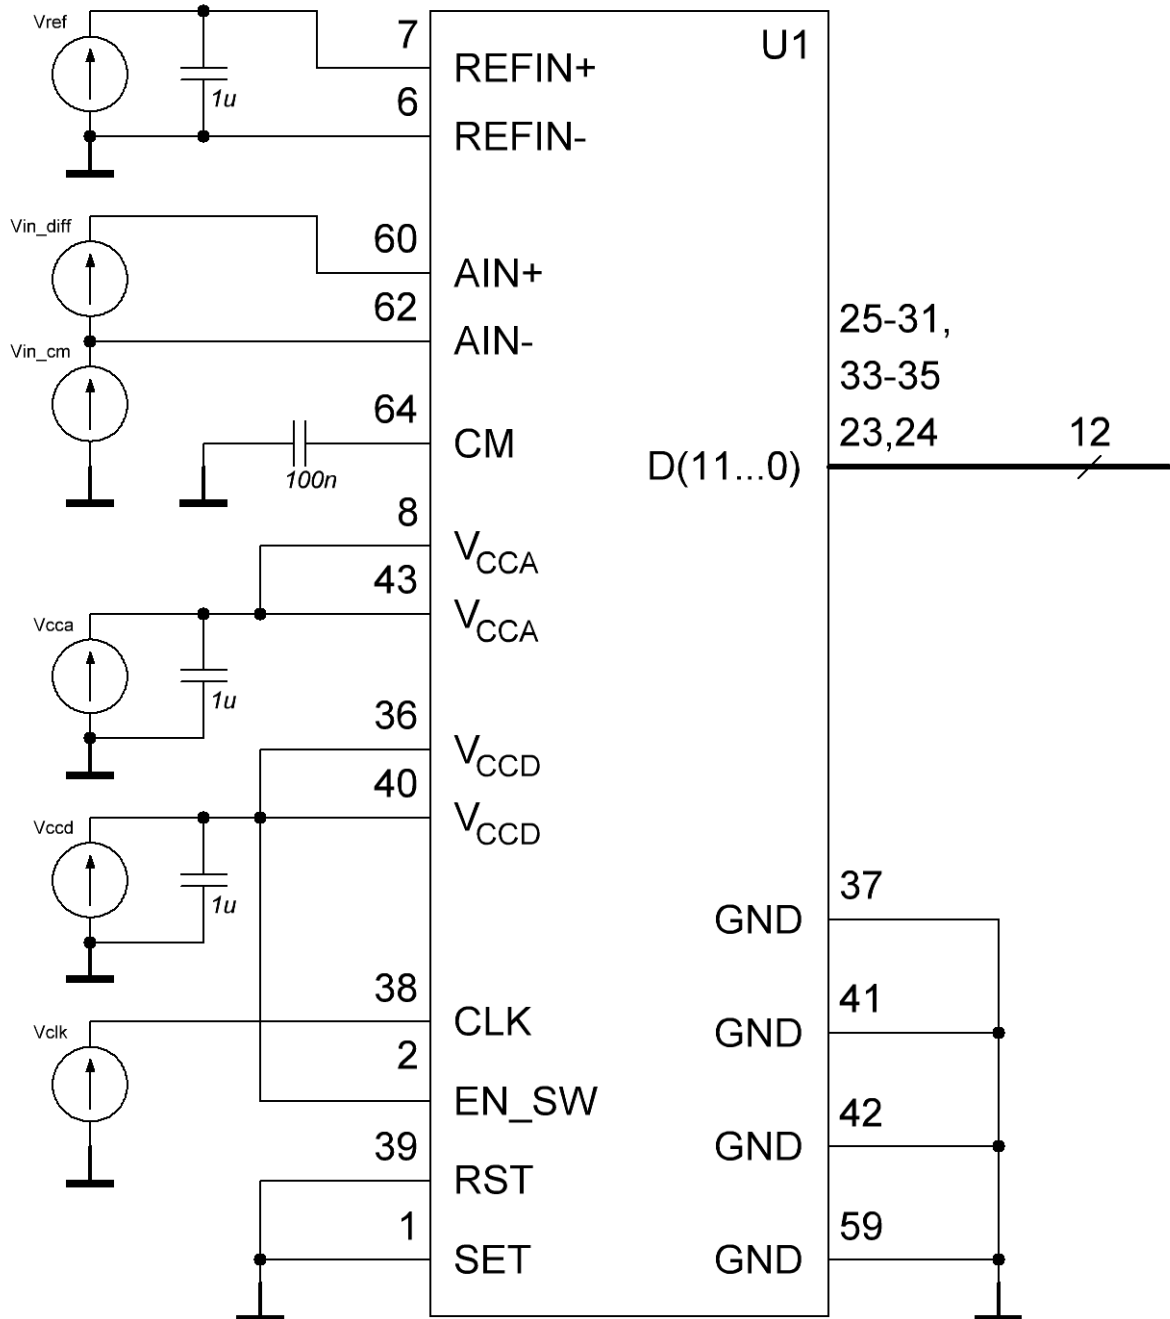 Vref
7
U1
REFIN+
1u
6
REFIN-
Vin_diff
60
AIN+
62
AIN-
Vin_cm
25-31,
33-35
23,24
12
64
CM
100n
D(11...0)
8
VCCA
43
VCCA
Vcca
1u
36
VCCD
40
VCCD
Vccd
1u
37
GND
38
CLK
41
GND
Vclk
2
EN_SW
42
GND
39
RST
1
SET
59
GND